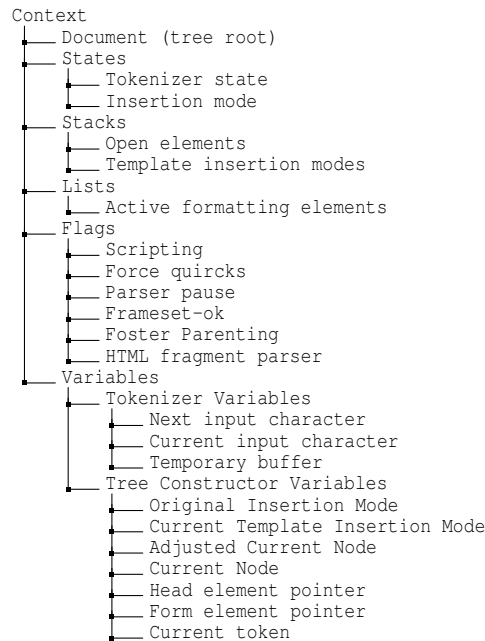 Context
Document (tree root)
States
Tokenizer state
Insertion mode
Stacks
Open elements
Template insertion modes
Lists
Active formatting elements
Flags
Scripting
Force quircks
Parser pause
Frameset-ok
Foster Parenting
HTML fragment parser
Variables
Tokenizer Variables
Next input character
Current input character
Temporary buffer
Tree Constructor Variables
Original Insertion Mode
Current Template Insertion Mode
Adjusted Current Node
Current Node
Head element pointer
Form element pointer
Current token